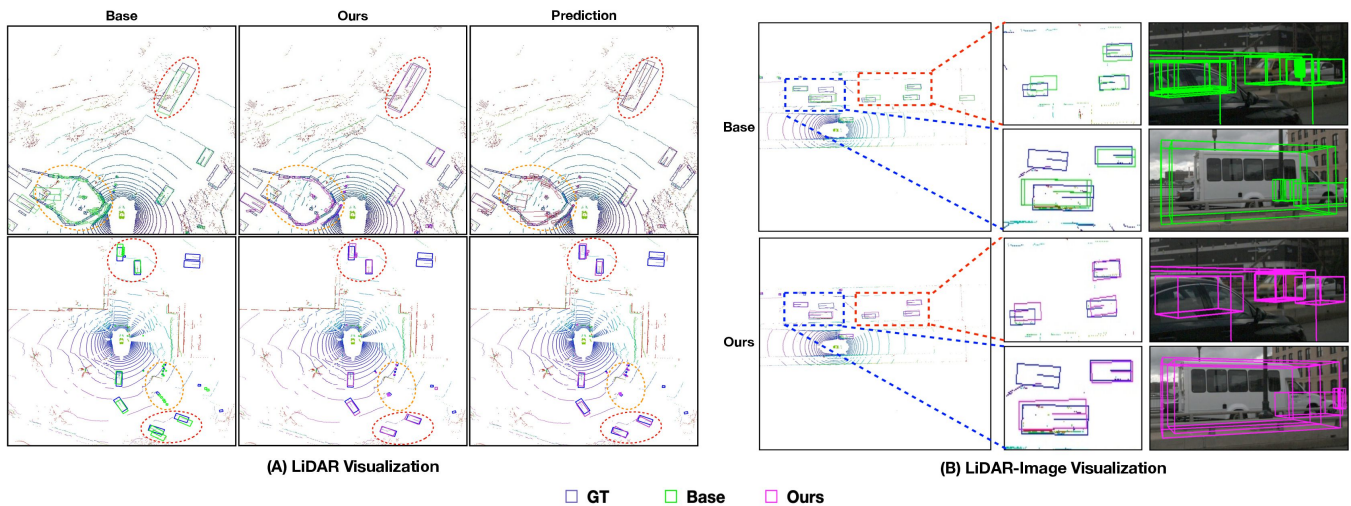 Base Ours Prediction
Base
Ours
(A) LiDAR Visualization
(B) LiDAR-Image Visualization
GT Base Ours